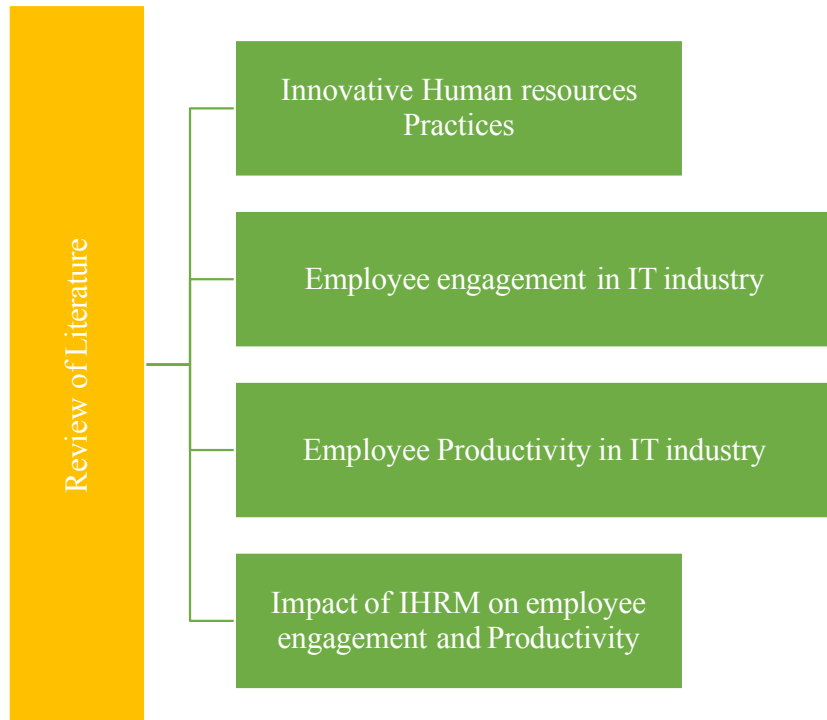 Review of Literature
Innovative Human resources
Practices
Employee engagement in IT industry
Employee Productivity in IT industry
Impact of IHRM on employee
engagement and Productivity